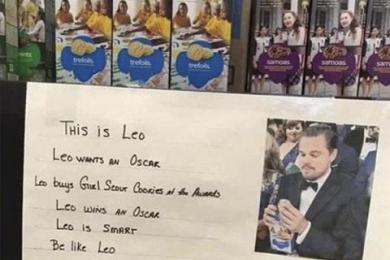 trefoils
trefoils
trefoils
samoas
samoas
samoas
This is Leo
Leo wants an Oscar
Leo buys Girl Scout Cookies at the Awards
Leo wins an Oscar
Leo is Smart
Be like Leo